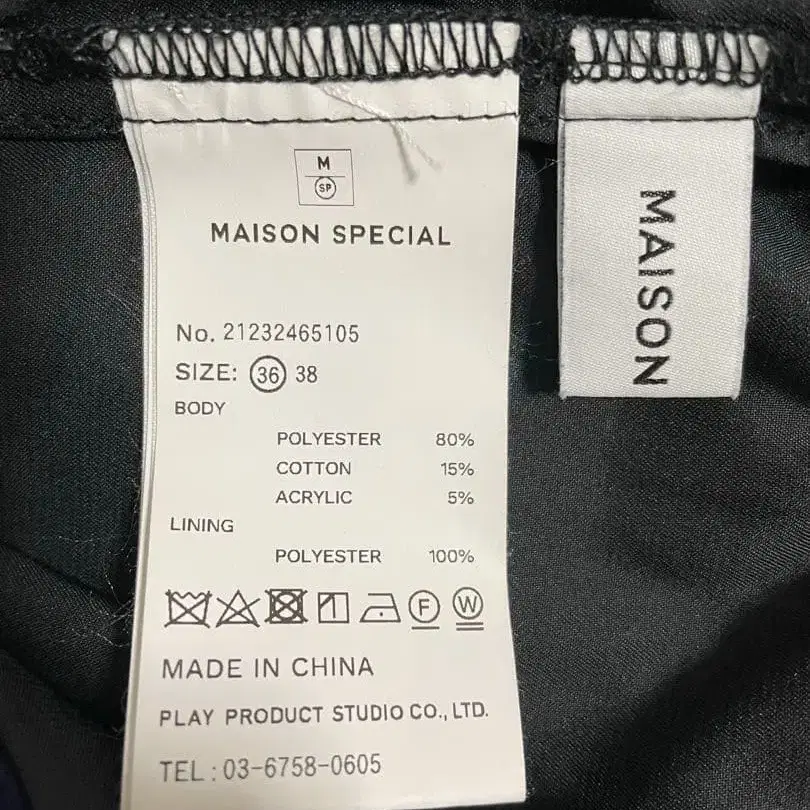 M
SP
MAISON SPECIAL
No. 21232465105
SIZE: 36 38
BODY
POLYESTER 80%
COTTON 15%
ACRYLIC 5%
LINING
POLYESTER 100%
F W
MADE IN CHINA
PLAY PRODUCT STUDIO CO., LTD.
TEL : 03-6758-0605
MAISON